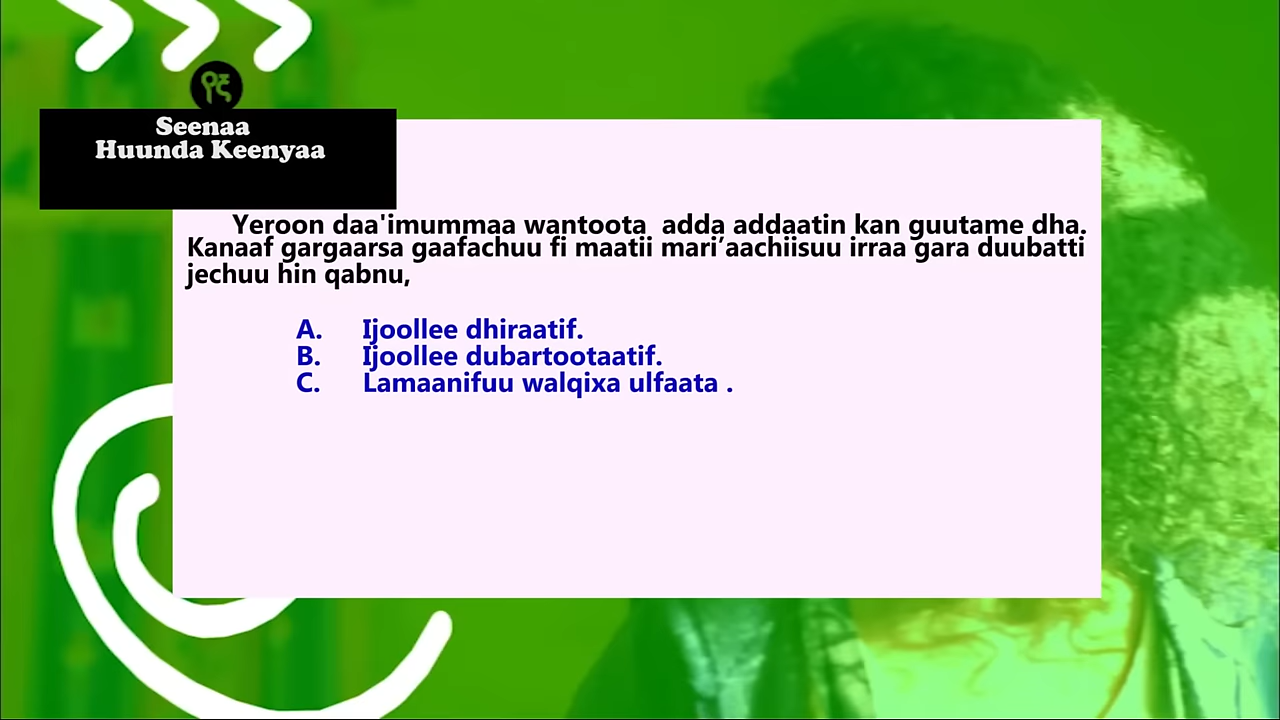 Seenaa
Huunda Keenyaa
Yeroon daa'imummaa wantoota  adda addaatin kan guutame dha.
Kanaaf gargaarsa gaafachuu fi maatii mari’aachiisuu irraa gara duubatti
jechuu hin qabnu,
A. Ijoollee dhiraatif.
B. Ijoollee dubartootaatif.
C. Lamaanifuu walqixa ulfaata .